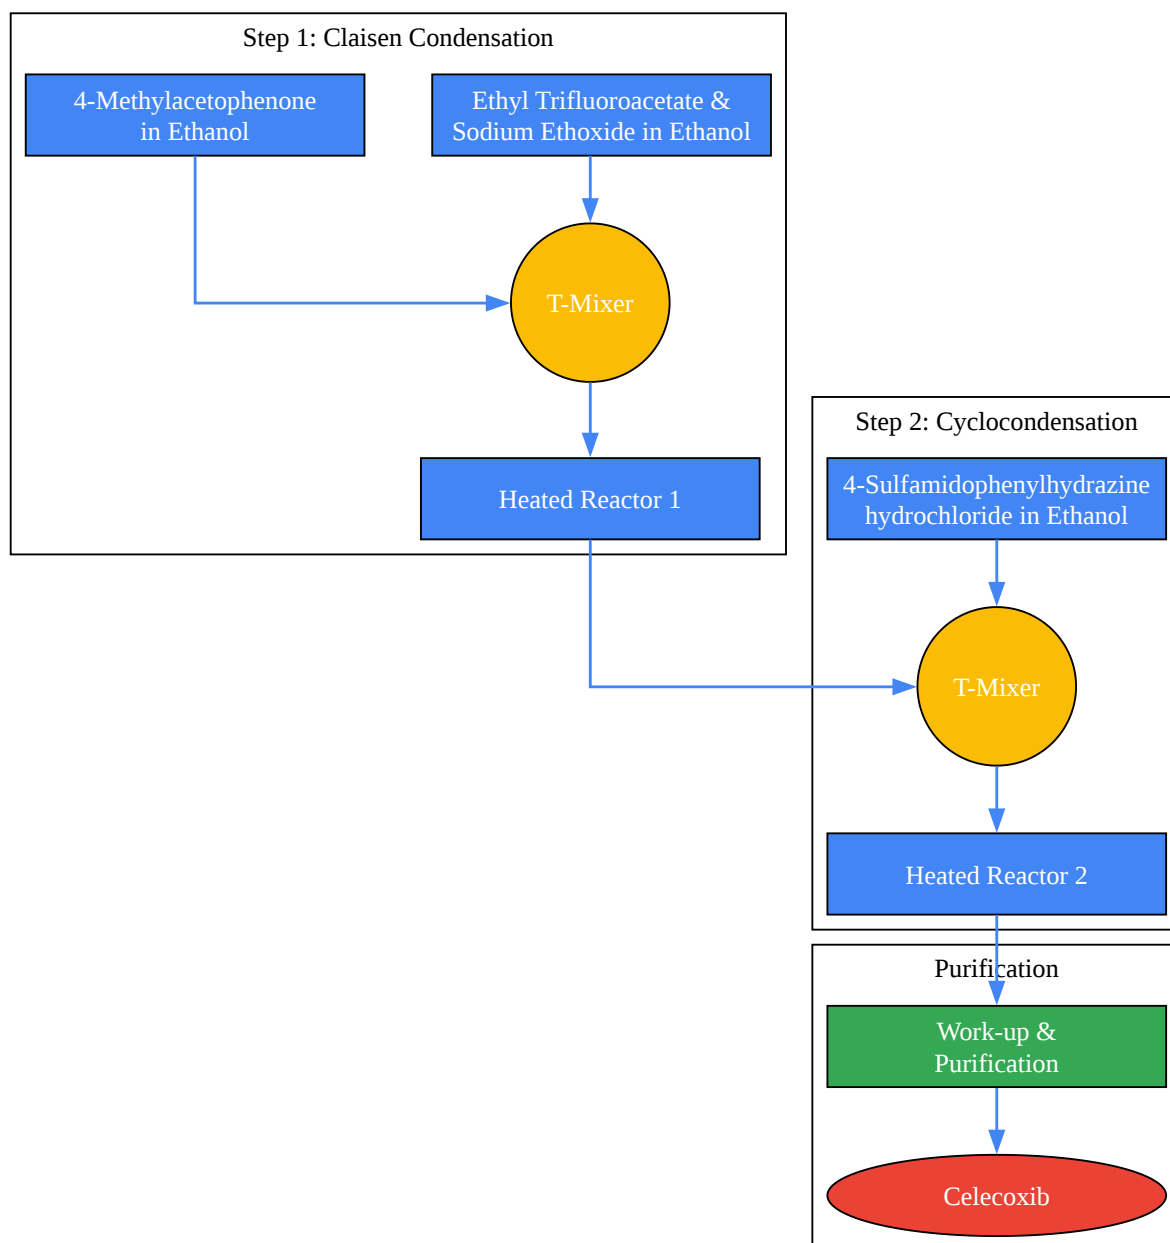 Step 1: Claisen Condensation
4-Methylacetophenone
in Ethanol
Ethyl Trifluoroacetate &
Sodium Ethoxide in Ethanol
T-Mixer
Heated Reactor 1
Step 2: Cyclocondensation
4-Sulfamidophenylhydrazine
hydrochloride in Ethanol
T-Mixer
Heated Reactor 2
Purification
Work-up &
Purification
Celecoxib